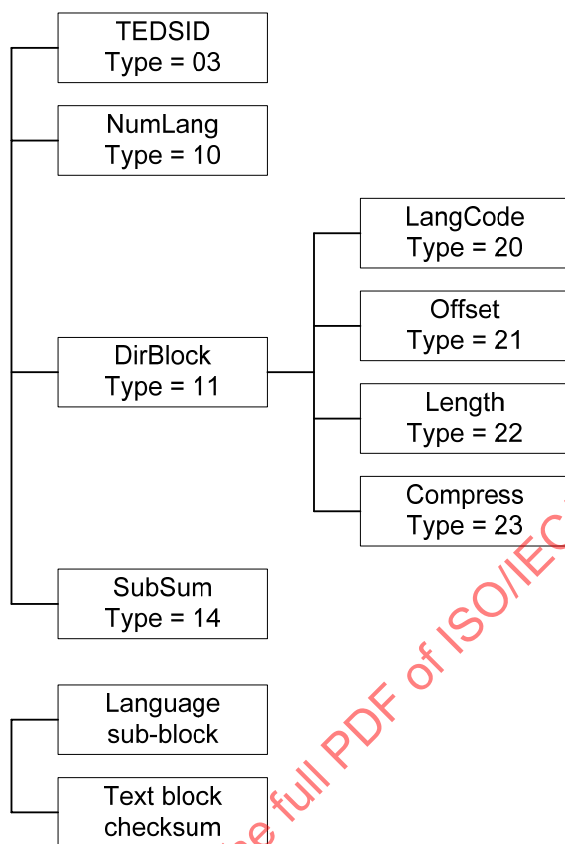 TEDSID
Type = 03
NumLang
Type = 10
LangCode
Type = 20
Offset
Type = 21
DirBlock
Type = 11
Length
Type = 22
Compress
Type = 23
SubSum
Type = 14
Language
sub-block
Text block
checksum
full PDF of ISO/IEC